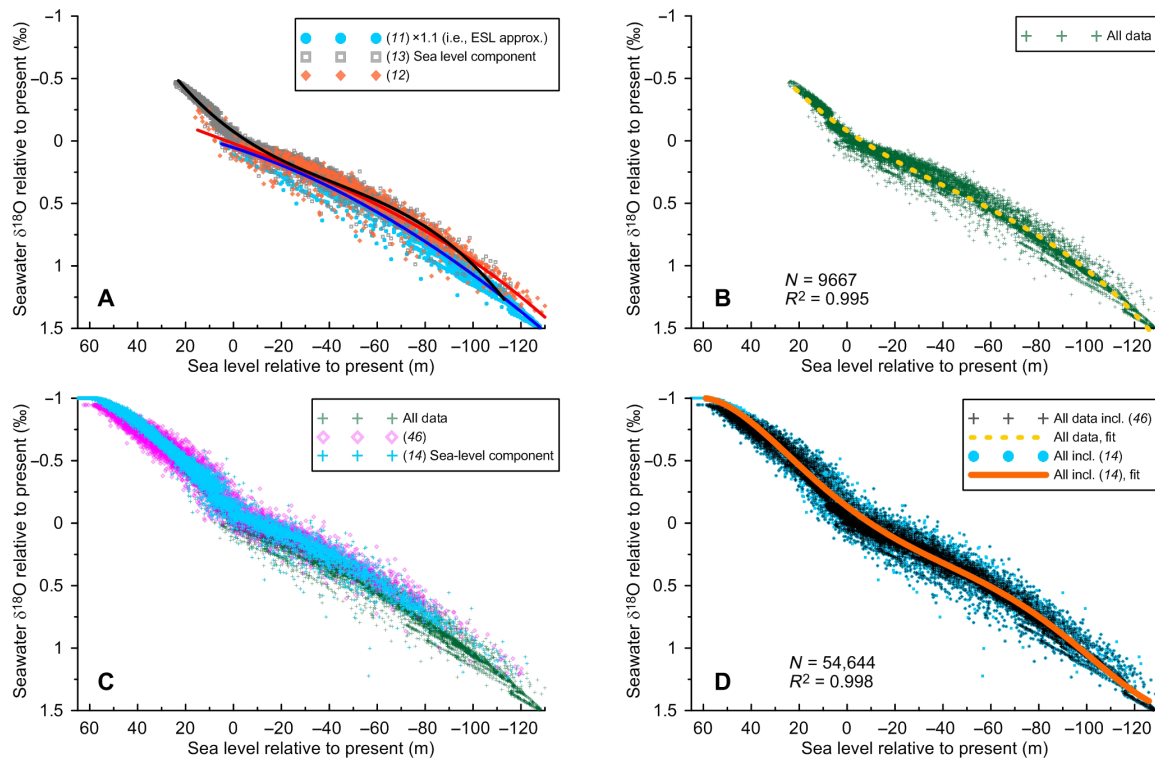 −1
−0.5
0
0.5
1
1.5
Seawater δ¹⁸O relative to present (‰)
(11) ×1.1 (i.e., ESL approx.)
(13) Sea level component
(12)
A
60 40 20 0 −20 −40 −60 −80 −100 −120
Sea level relative to present (m)
−1
−0.5
0
0.5
1
1.5
Seawater δ¹⁸O relative to present (‰)
All data
N = 9667
R² = 0.995
B
60 40 20 0 −20 −40 −60 −80 −100 −120
Sea level relative to present (m)
−1
−0.5
0
0.5
1
1.5
Seawater δ¹⁸O relative to present (‰)
All data
(46)
(14) Sea-level component
C
60 40 20 0 −20 −40 −60 −80 −100 −120
Sea level relative to present (m)
−1
−0.5
0
0.5
1
1.5
Seawater δ¹⁸O relative to present (‰)
All data incl. (46)
All data, fit
All incl. (14)
All incl. (14), fit
N = 54,644
R² = 0.998
D
60 40 20 0 −20 −40 −60 −80 −100 −120
Sea level relative to present (m)